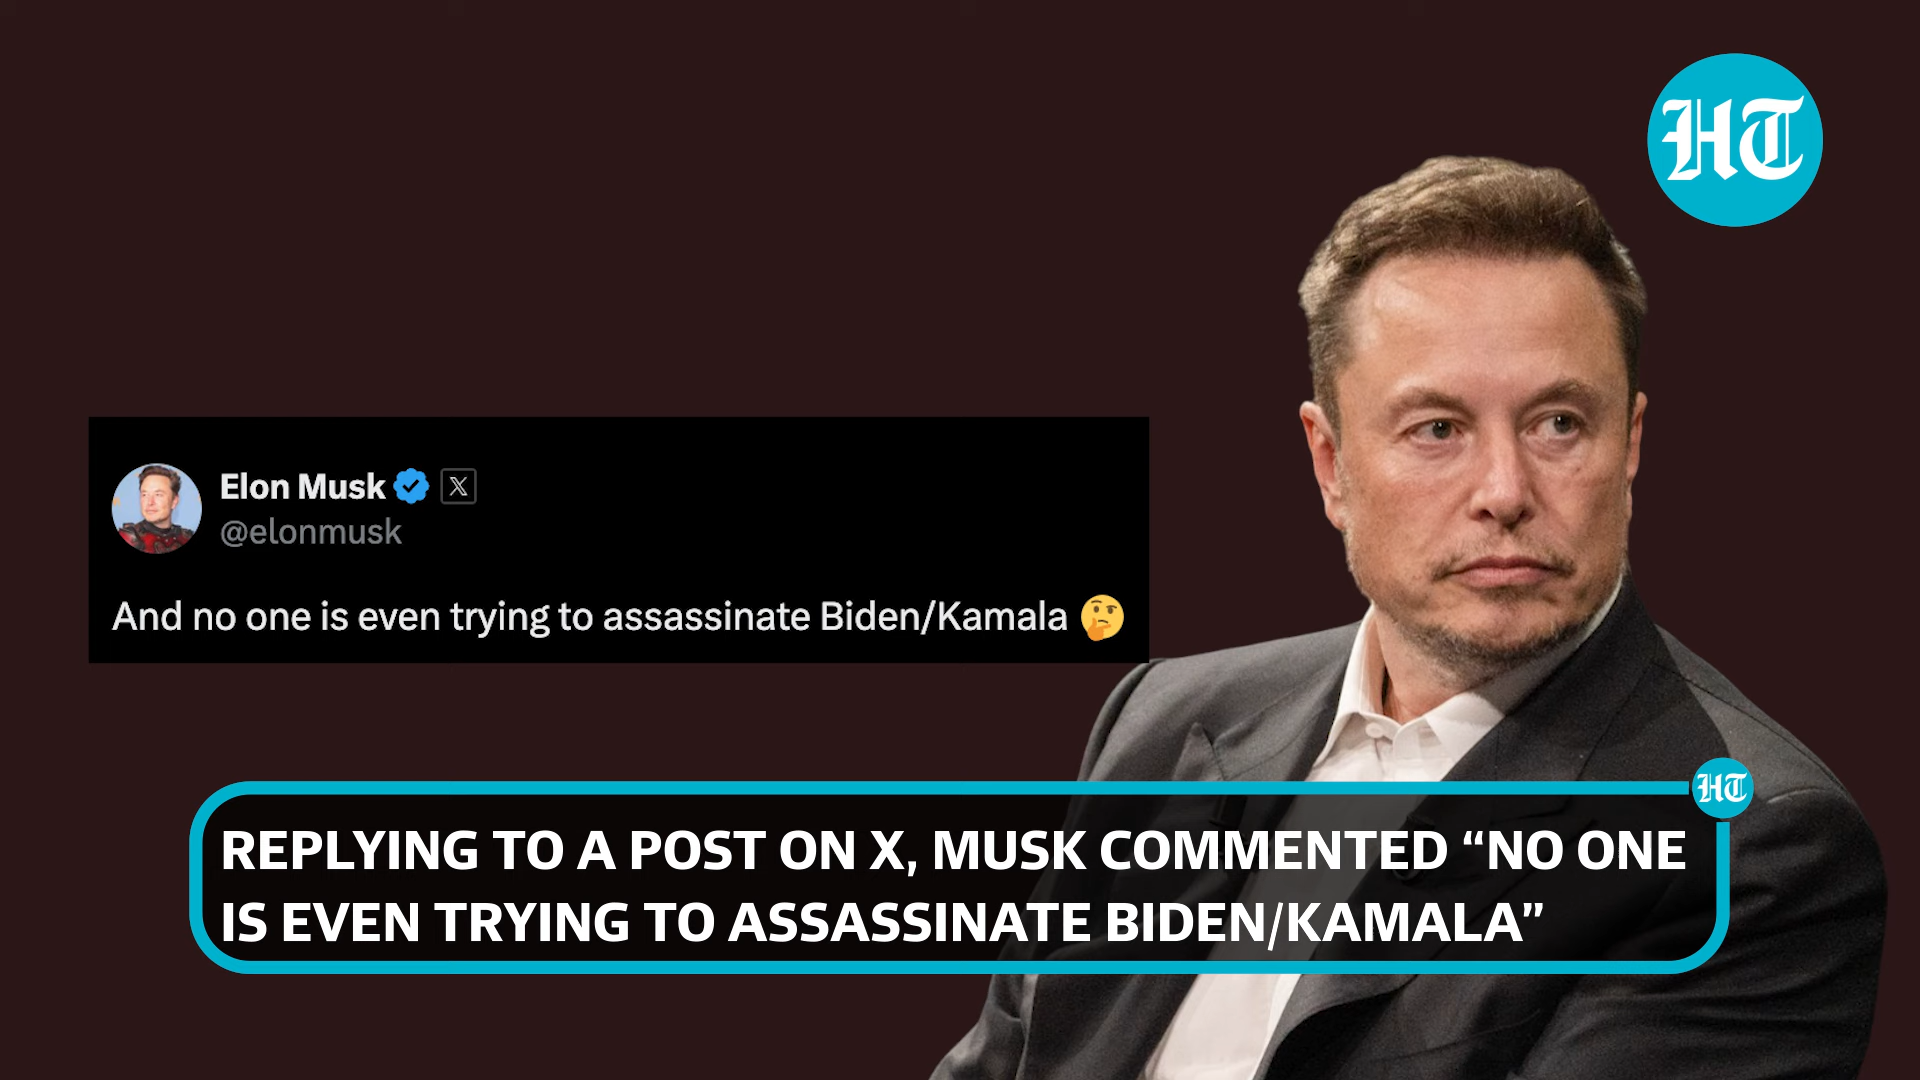 HT
Elon Musk
@elonmusk
And no one is even trying to assassinate Biden/Kamala 🤔
HT
REPLYING TO A POST ON X, MUSK COMMENTED “NO ONE
IS EVEN TRYING TO ASSASSINATE BIDEN/KAMALA”